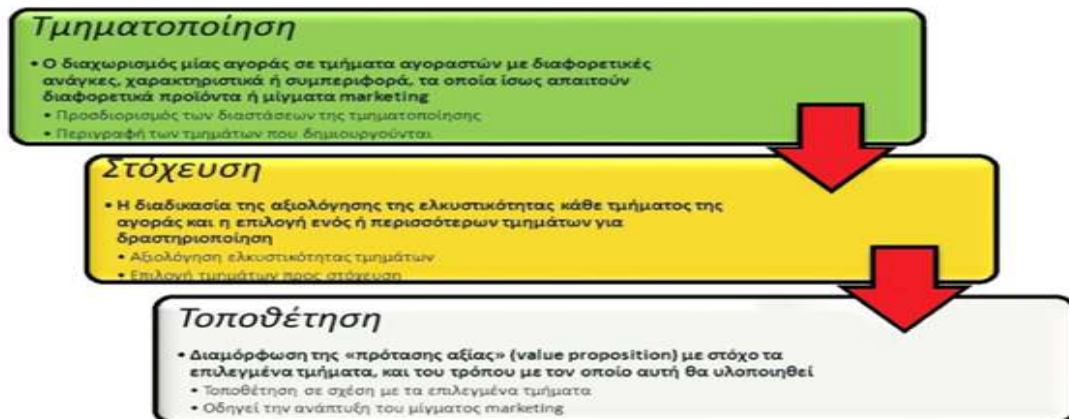 Τμηματοποίηση
• Ο διαχωρισμός μίας αγοράς σε τμήματα αγοραστών με διαφορετικές
ανάγκες, χαρακτηριστικά ή συμπεριφορά, τα οποία ίσως απαιτούν
διαφορετικά προϊόντα ή μίγματα marketing
• Προσδιορισμός των διαστάσεων της τμηματοποίησης
• Περιγραφή των τμημάτων που δημιουργούνται
Στόχευση
• Η διαδικασία της αξιολόγησης της ελκυστικότητας κάθε τμήματος της
αγοράς και η επιλογή ενός ή περισσότερων τμημάτων για
δραστηριοποίηση
• Αξιολόγηση ελκυστικότητας τμημάτων
• Επιλογή τμημάτων προς στόχευση
Τοποθέτηση
• Διαμόρφωση της «πρότασης αξίας» (value proposition) με στόχο τα
επιλεγμένα τμήματα, και του τρόπου με τον οποίο αυτή θα υλοποιηθεί
• Τοποθέτηση σε σχέση με τα επιλεγμένα τμήματα
• Οδηγεί την ανάπτυξη του μίγματος marketing